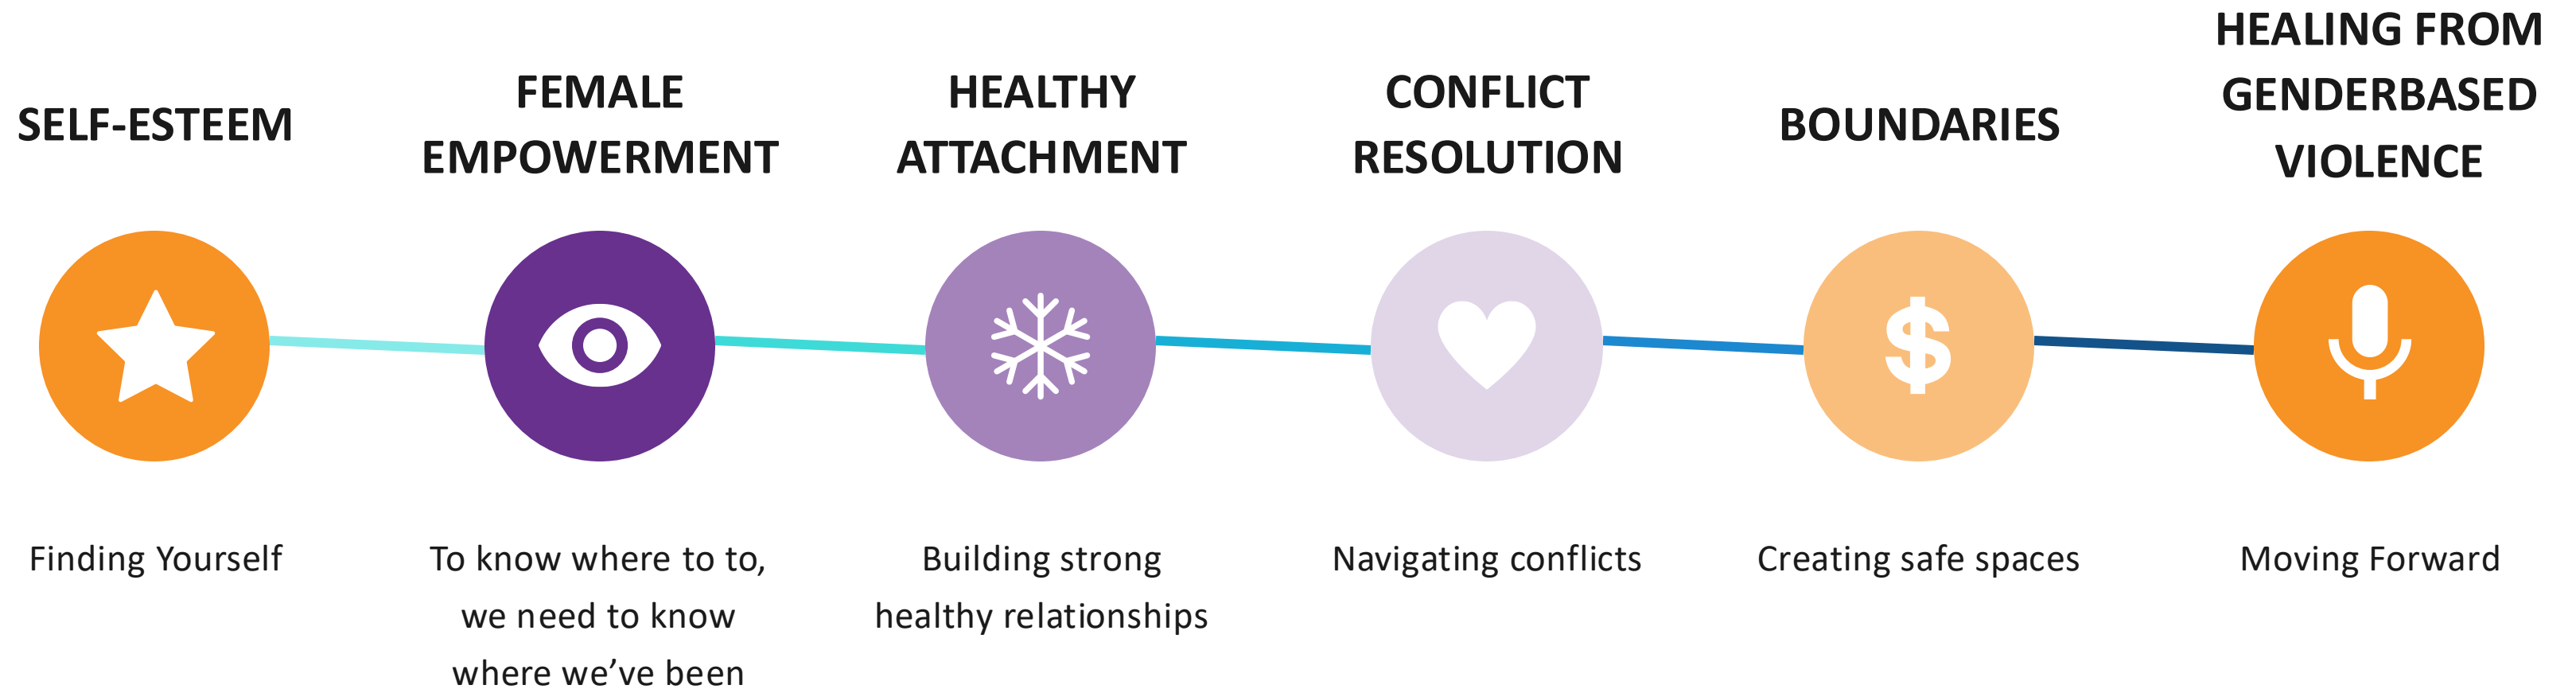 SELF-ESTEEM
Finding Yourself
FEMALE
EMPOWERMENT
To know where to to,
we need to know
where we've been
HEALTHY
ATTACHMENT
Building strong
healthy relationships
CONFLICT
RESOLUTION
Navigating conflicts
BOUNDARIES
$
Creating safe spaces
HEALING FROM
GENDERBASED
VIOLENCE
Moving Forward